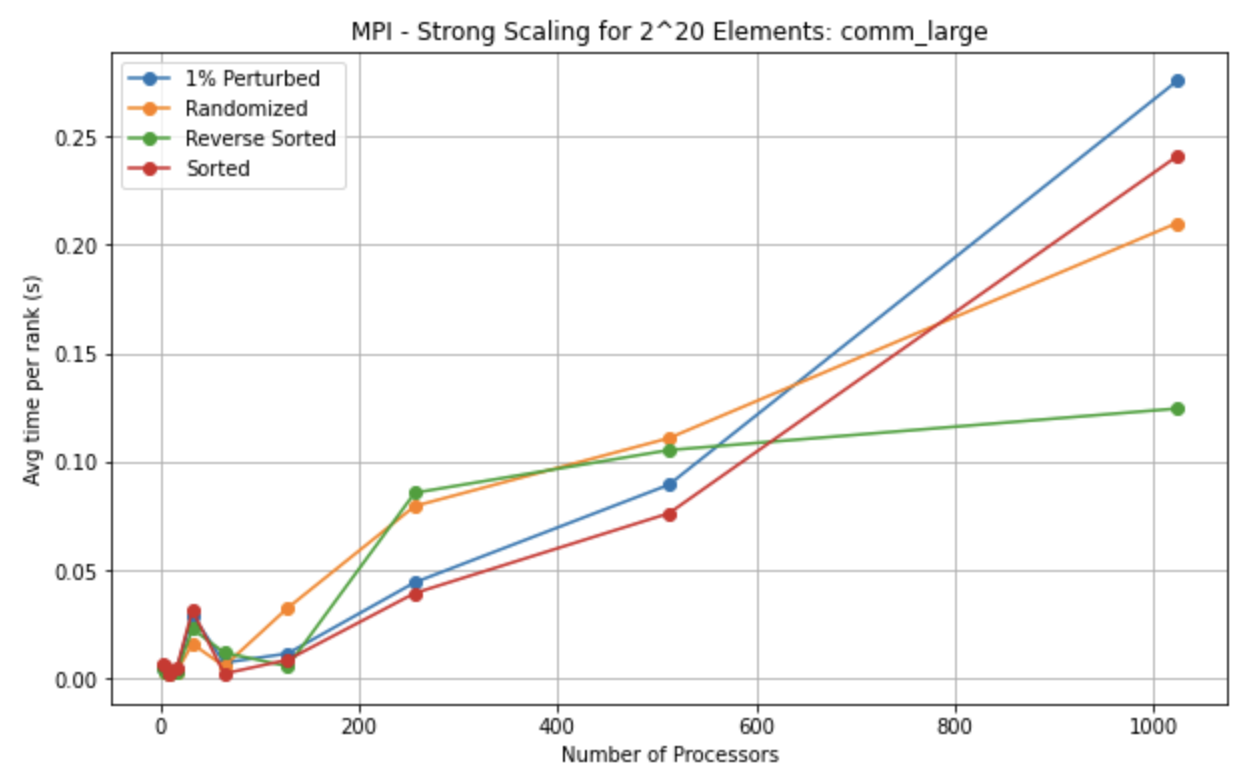 MPI - Strong Scaling for 2^20 Elements: comm_large
1% Perturbed
Randomized
Reverse Sorted
Sorted
Avg time per rank (s)
0.25
0.20
0.15
0.10
0.05
0.00
0 200 400 600 800 1000
Number of Processors